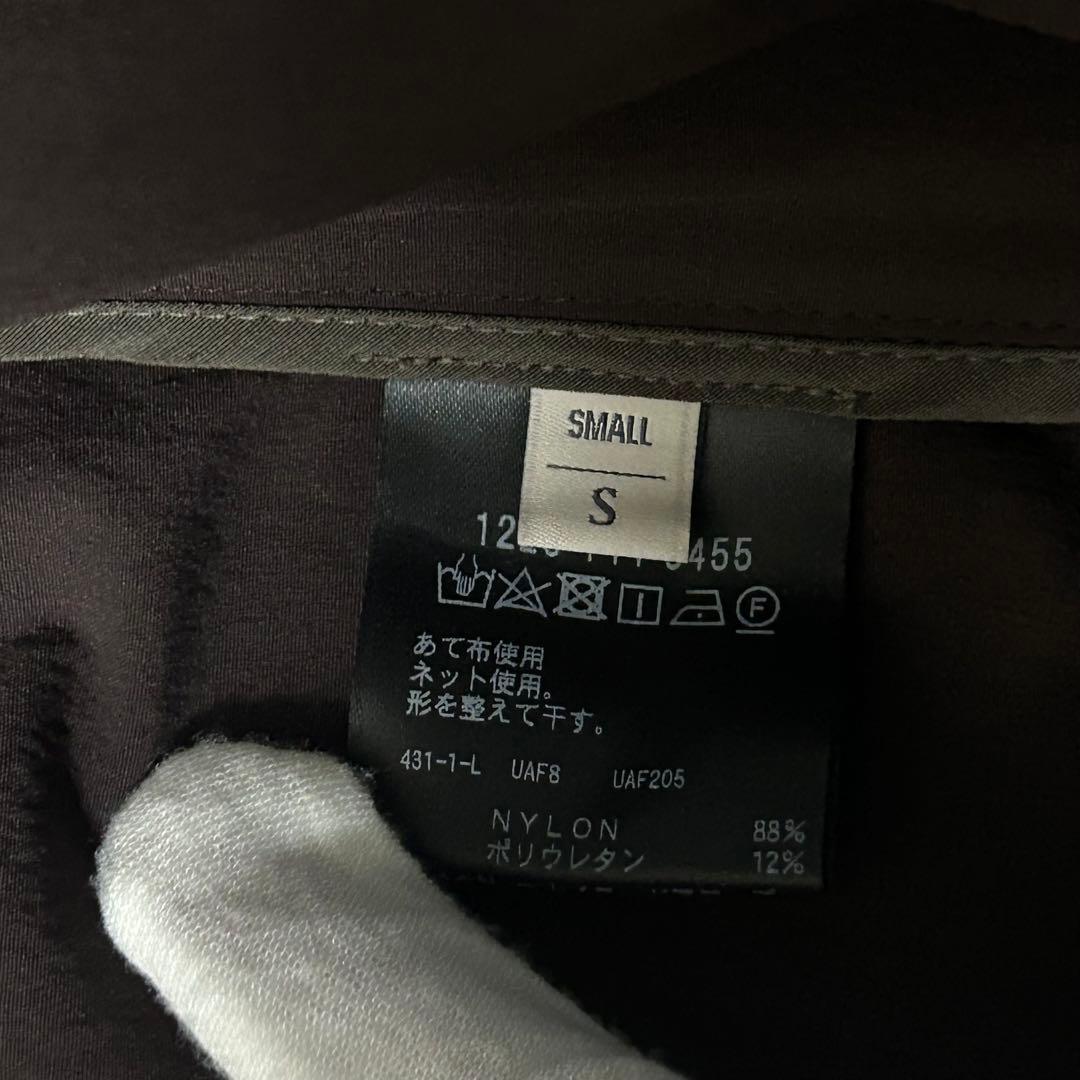 SMALL
S
455
F
あて布使用
ネット使用。
形を整えて干す。
431-1-L UAF8 UAF205
NYLON 88%
ポリウレタン 12%